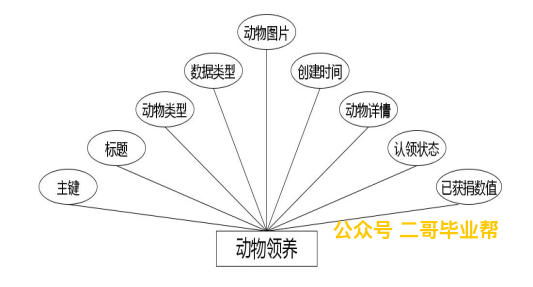 动物图片
数据类型
创建时间
动物类型
动物详情
标题
认领状态
主键
已获捐数值
公众号 二哥毕业帮
动物领养